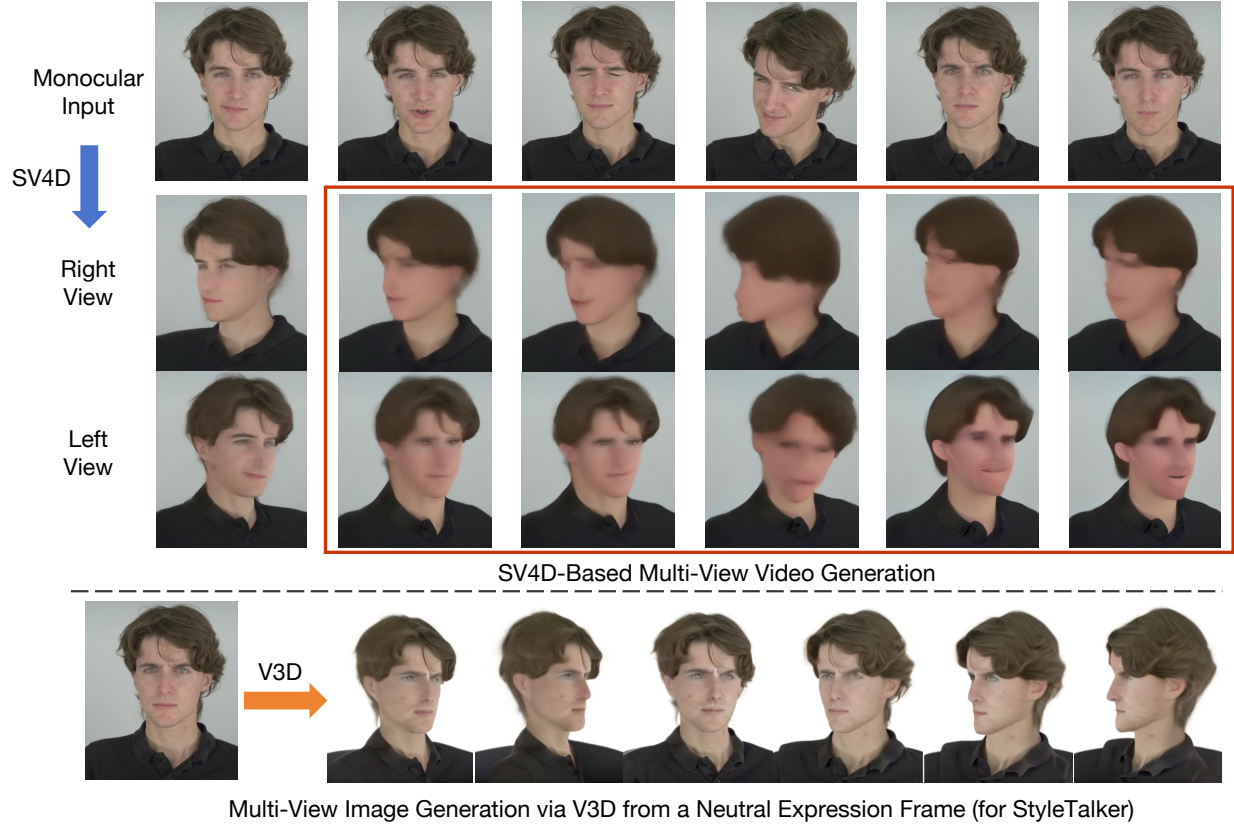 Monocular
Input
SV4D
Right
View
Left
View
SV4D-Based Multi-View Video Generation
V3D
Multi-View Image Generation via V3D from a Neutral Expression Frame (for StyleTalker)